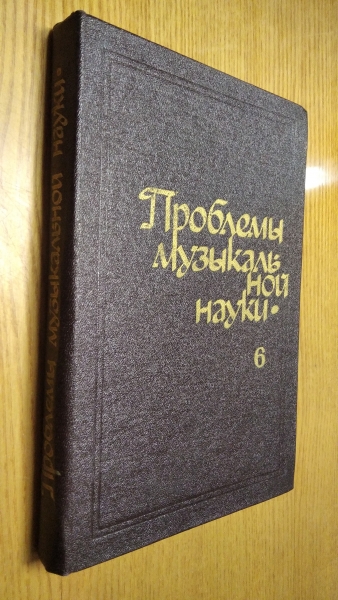 Проблемы
музыкаль-
ной
науки•
6
Проблемы музыкальной науки•